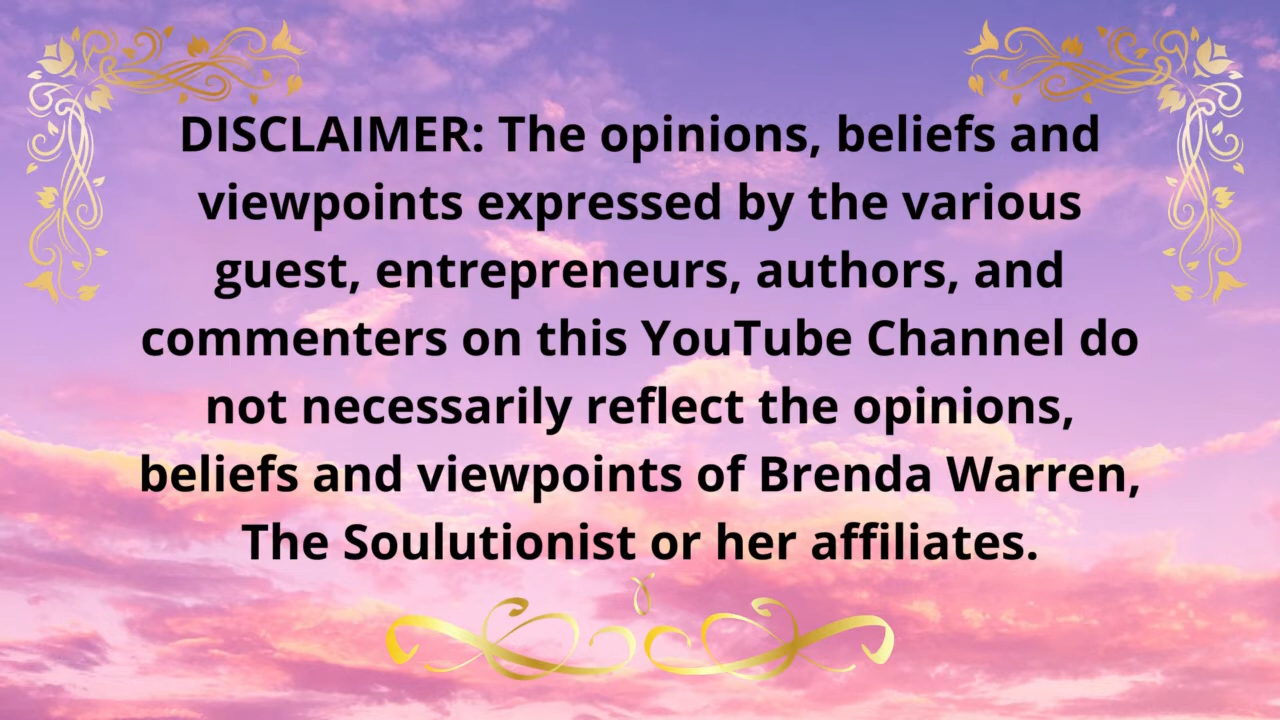 DISCLAIMER: The opinions, beliefs and
viewpoints expressed by the various
guest, entrepreneurs, authors, and
commenters on this YouTube Channel do
not necessarily reflect the opinions,
beliefs and viewpoints of Brenda Warren,
The Soulutionist or her affiliates.